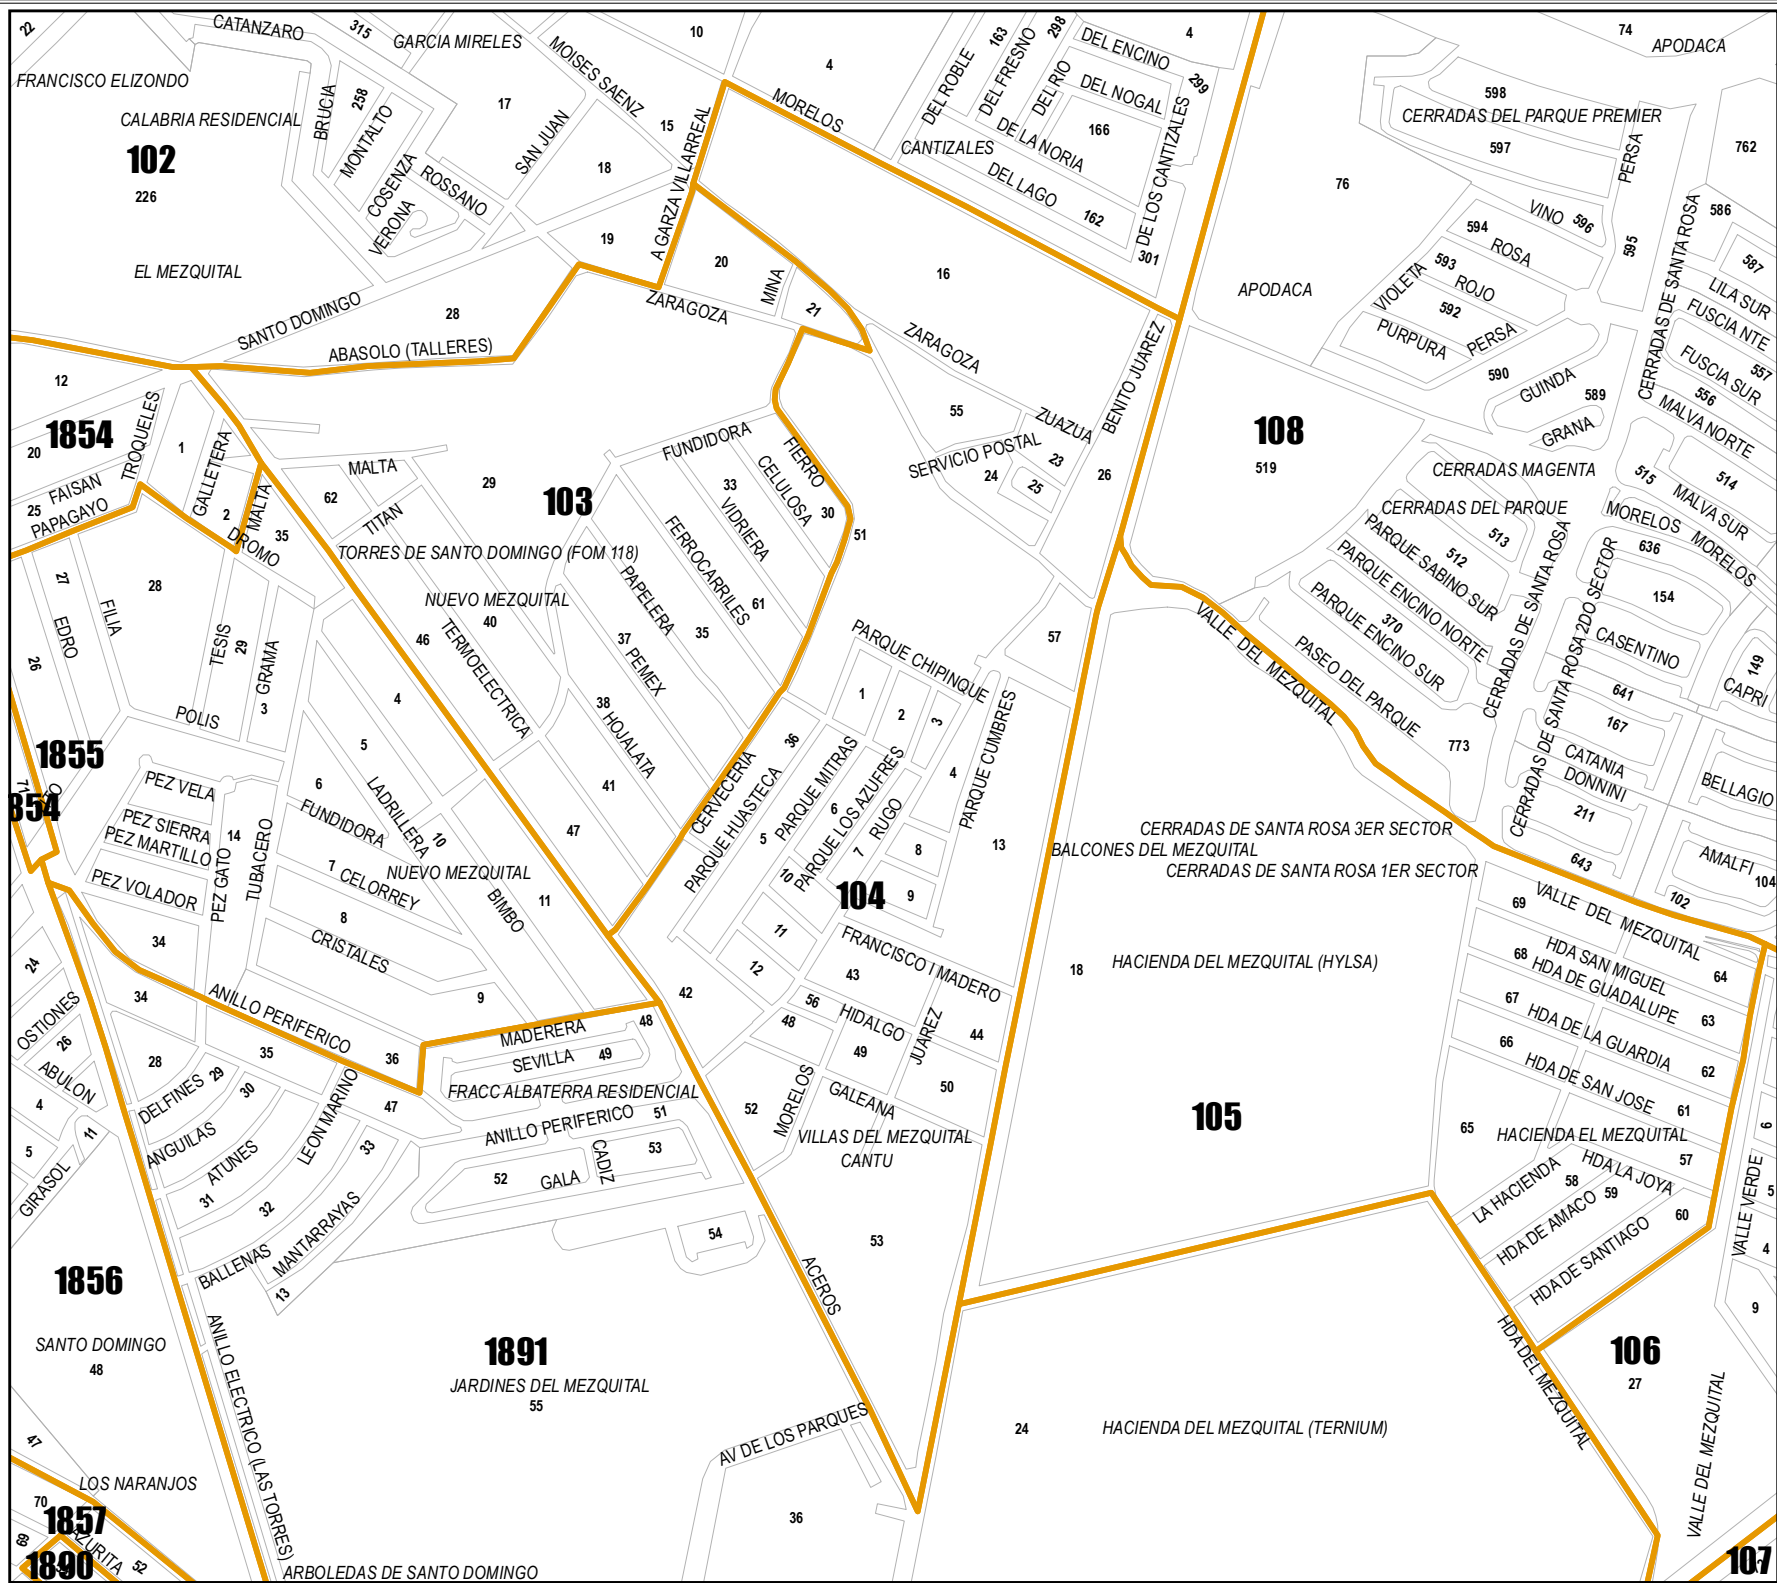 22
CATANZARO
315
GARCIA MIRELES
MOISES SAENZ
10
4
163
DEL ROBLE
DEL FRESNO
298
DEL ENCINO
4
74
APODACA
FRANCISCO ELIZONDO
BRUCIA
258
MONTALTO
17
DEL RIO
DEL NOGAL
299
598
CALABRIA RESIDENCIAL
15
MORELOS
166
CERRADAS DEL PARQUE PREMIER
102
SAN JUAN
18
A GARZA VILLARREAL
CANTIZALES
DE LA NORIA
DE LOS CANTIZALES
597
PERSA
762
226
COSENZA
VERONA
ROSSANO
DEL LAGO
162
76
VINO
596
586
19
594
ROSA
595
587
EL MEZQUITAL
20
MINA
16
301
APODACA
593
ROJO
VIOLETA
592
PURPURA
PERSA
CERRADAS DE SANTA ROSA
LILA SUR
FUSCIA NTE
SANTO DOMINGO
28
ZARAGOZA
21
ZARAGOZA
BENITO JUAREZ
ABASOLO (TALLERES)
FUSCIA SUR
557
12
590
GUINDA
589
556
MALVA NORTE
1854
20
TROQUELES
1
GALLETERA
55
ZUAZUA
108
519
GRANA
FUNDIDORA
FIERRO
SERVICIO POSTAL
23
24
25
26
CERRADAS MAGENTA
515
514
MALTA
62
29
103
33
CELULOSA
VIDRIERA
30
51
CERRADAS DEL PARQUE
MALVA SUR
FAISAN
25
PAPAGAYO
2
MALTA
35
DROMO
TITAN
TORRES DE SANTO DOMINGO (FOM 118)
FERROCARRILES
PARQUE SABINO SUR
513
512
MORELOS
MORELOS
636
27
28
EDRO
FILIA
NUEVO MEZQUITAL
40
PAPELERA
61
PARQUE ENCINO NORTE
154
26
TESIS
29
GRAMA
3
46
TERMOELECTRICA
37
PEMEX
35
PARQUE CHIPINQUE
57
VALLE DEL MEZQUITAL
370
PARQUE ENCINO SUR
PASEO DEL PARQUE
CERRADAS DE SANTA ROSA
CERRADAS DE SANTA ROSA 2DO SECTOR
CASENTINO
149
CAPRI
641
POLIS
4
38
HOJALATA
1
2
3
PARQUE CUMBRES
167
1855
71
5
36
773
CATANIA
DONNINI
BELLAGIO
PEZ VELA
6
LADRILLERA
41
CERVECERIA
PARQUE HUASTECA
PARQUE MITRAS
PARQUE LOS AZUFRES
4
211
PEZ SIERRA
14
FUNDIDORA
10
47
5
6
RUGO
CERRADAS DE SANTA ROSA 3ER SECTOR
BALCONES DEL MEZQUITAL
CERRADAS DE SANTA ROSA 1ER SECTOR
643
AMALFI
104
PEZ MARTILLO
PEZ GATO
TUBACERO
7
CELORREY
NUEVO MEZQUITAL
7
8
13
PEZ VOLADOR
BIMBO
11
10
104
9
69
VALLE DEL MEZQUITAL
102
34
8
CRISTALES
11
FRANCISCO I MADERO
HACIENDA DEL MEZQUITAL (HYLSA)
18
68
HDA SAN MIGUEL
HDA DE GUADALUPE
64
24
34
ANILLO PERIFERICO
9
42
12
43
67
63
OSTIONES
26
MADERERA
48
48
56
HIDALGO
JUAREZ
44
HDA DE LA GUARDIA
66
ABULON
28
35
36
SEVILLA
49
49
62
4
DELFINES
29
30
LEON MARINO
47
FRACC ALBATERRA RESIDENCIAL
MORELOS
50
HDA DE SAN JOSE
61
52
GALEANA
105
65
HACIENDA EL MEZQUITAL
6
5
11
ANGUILAS
ATUNES
33
ANILLO PERIFERICO
51
VILLAS DEL MEZQUITAL
CANTU
57
GIRASOL
31
32
52
GALA
CADIZ
53
LA HACIENDA
58
HDA LA JOYA
59
60
VALLE VERDE
5
BALLENAS
MANTARRAYAS
54
53
HDA DE AMACO
HDA DE SANTIAGO
4
1856
13
ACEROS
9
SANTO DOMINGO
48
1891
JARDINES DEL MEZQUITAL
55
HDA DEL MEZQUITAL
106
27
ANILLO ELECTRICO (LAS TORRES)
AV DE LOS PARQUES
24
HACIENDA DEL MEZQUITAL (TERNIUM)
VALLE DEL MEZQUITAL
47
LOS NARANJOS
70
1857
36
69
AZURITA
52
1890
ARBOLEDAS DE SANTO DOMINGO
107